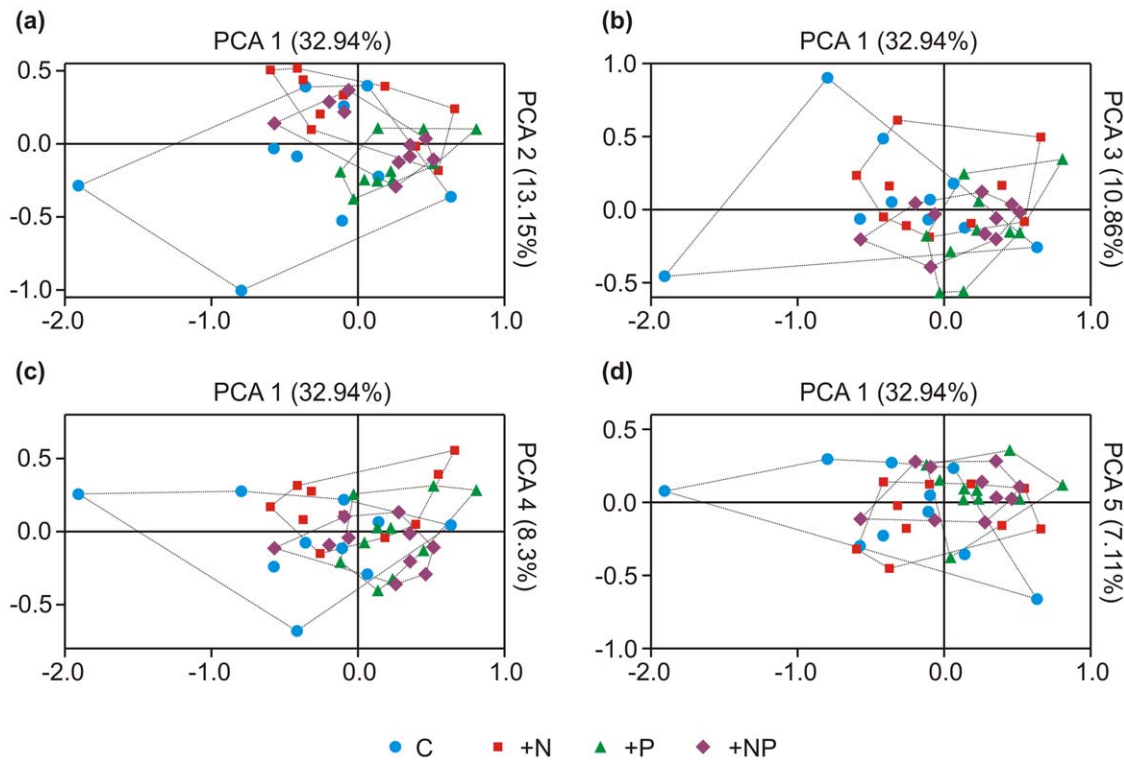 (a)
PCA 1 (32.94%)
0.5
0.0
-0.5
-1.0
-2.0 -1.0 0.0 1.0
PCA 2 (13.15%)
(b)
PCA 1 (32.94%)
1.0
0.5
0.0
-0.5
-2.0 -1.0 0.0 1.0
PCA 3 (10.86%)
(c)
PCA 1 (32.94%)
0.5
0.0
-0.5
-2.0 -1.0 0.0 1.0
PCA 4 (8.3%)
(d)
PCA 1 (32.94%)
0.5
0.0
-0.5
-1.0
-2.0 -1.0 0.0 1.0
PCA 5 (7.11%)
C +N +P +NP